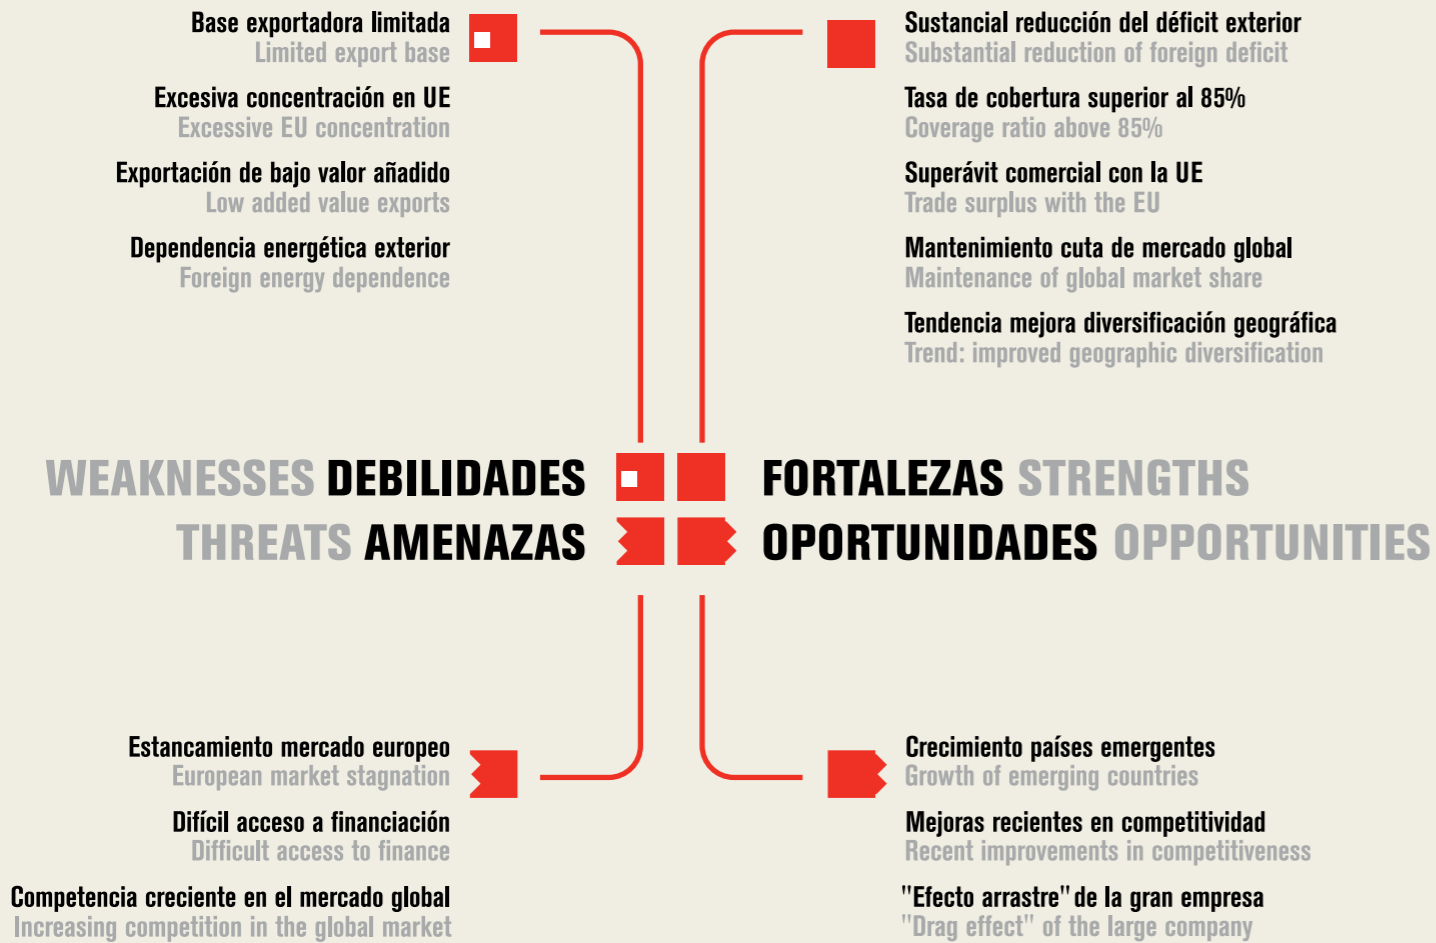 Base exportadora limitada
Limited export base
Excesiva concentración en UE
Excessive EU concentration
Exportación de bajo valor añadido
Low added value exports
Dependencia energética exterior
Foreign energy dependence
Sustancial reducción del déficit exterior
Substantial reduction of foreign deficit
Tasa de cobertura superior al 85%
Coverage ratio above 85%
Superávit comercial con la UE
Trade surplus with the EU
Mantenimiento cuta de mercado global
Maintenance of global market share
Tendencia mejora diversificación geográfica
Trend: improved geographic diversification
WEAKNESSES DEBILIDADES
FORTALEZAS STRENGTHS
THREATS AMENAZAS
OPORTUNIDADES OPPORTUNITIES
Estancamiento mercado europeo
European market stagnation
Difícil acceso a financiación
Difficult access to finance
Competencia creciente en el mercado global
Increasing competition in the global market
Crecimiento países emergentes
Growth of emerging countries
Mejoras recientes en competitividad
Recent improvements in competitiveness
"Efecto arrastre" de la gran empresa
"Drag effect" of the large company